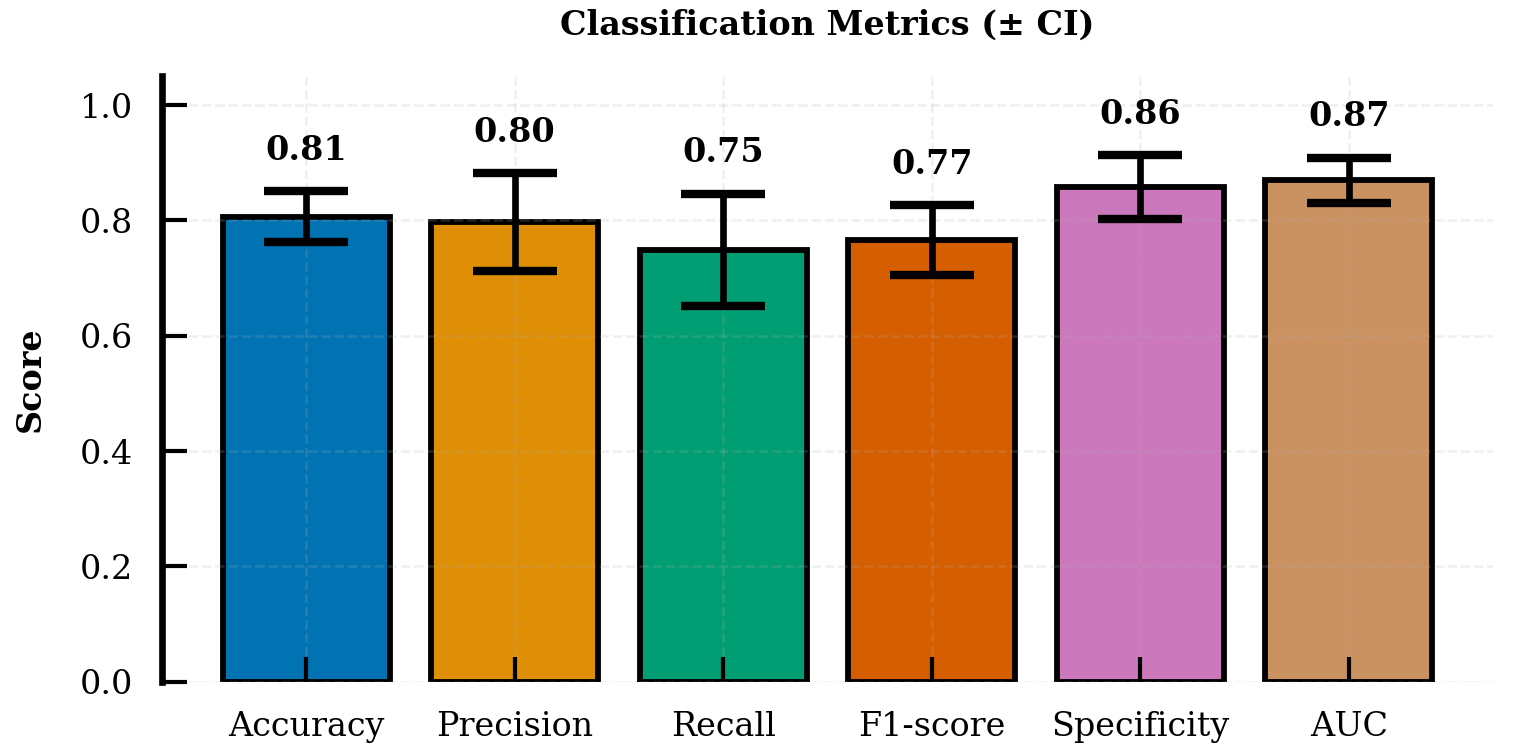 Classification Metrics (± CI)
Score
1.0
0.8
0.6
0.4
0.2
0.0
0.81
0.80
0.75
0.77
0.86
0.87
Accuracy
Precision
Recall
F1-score
Specificity
AUC